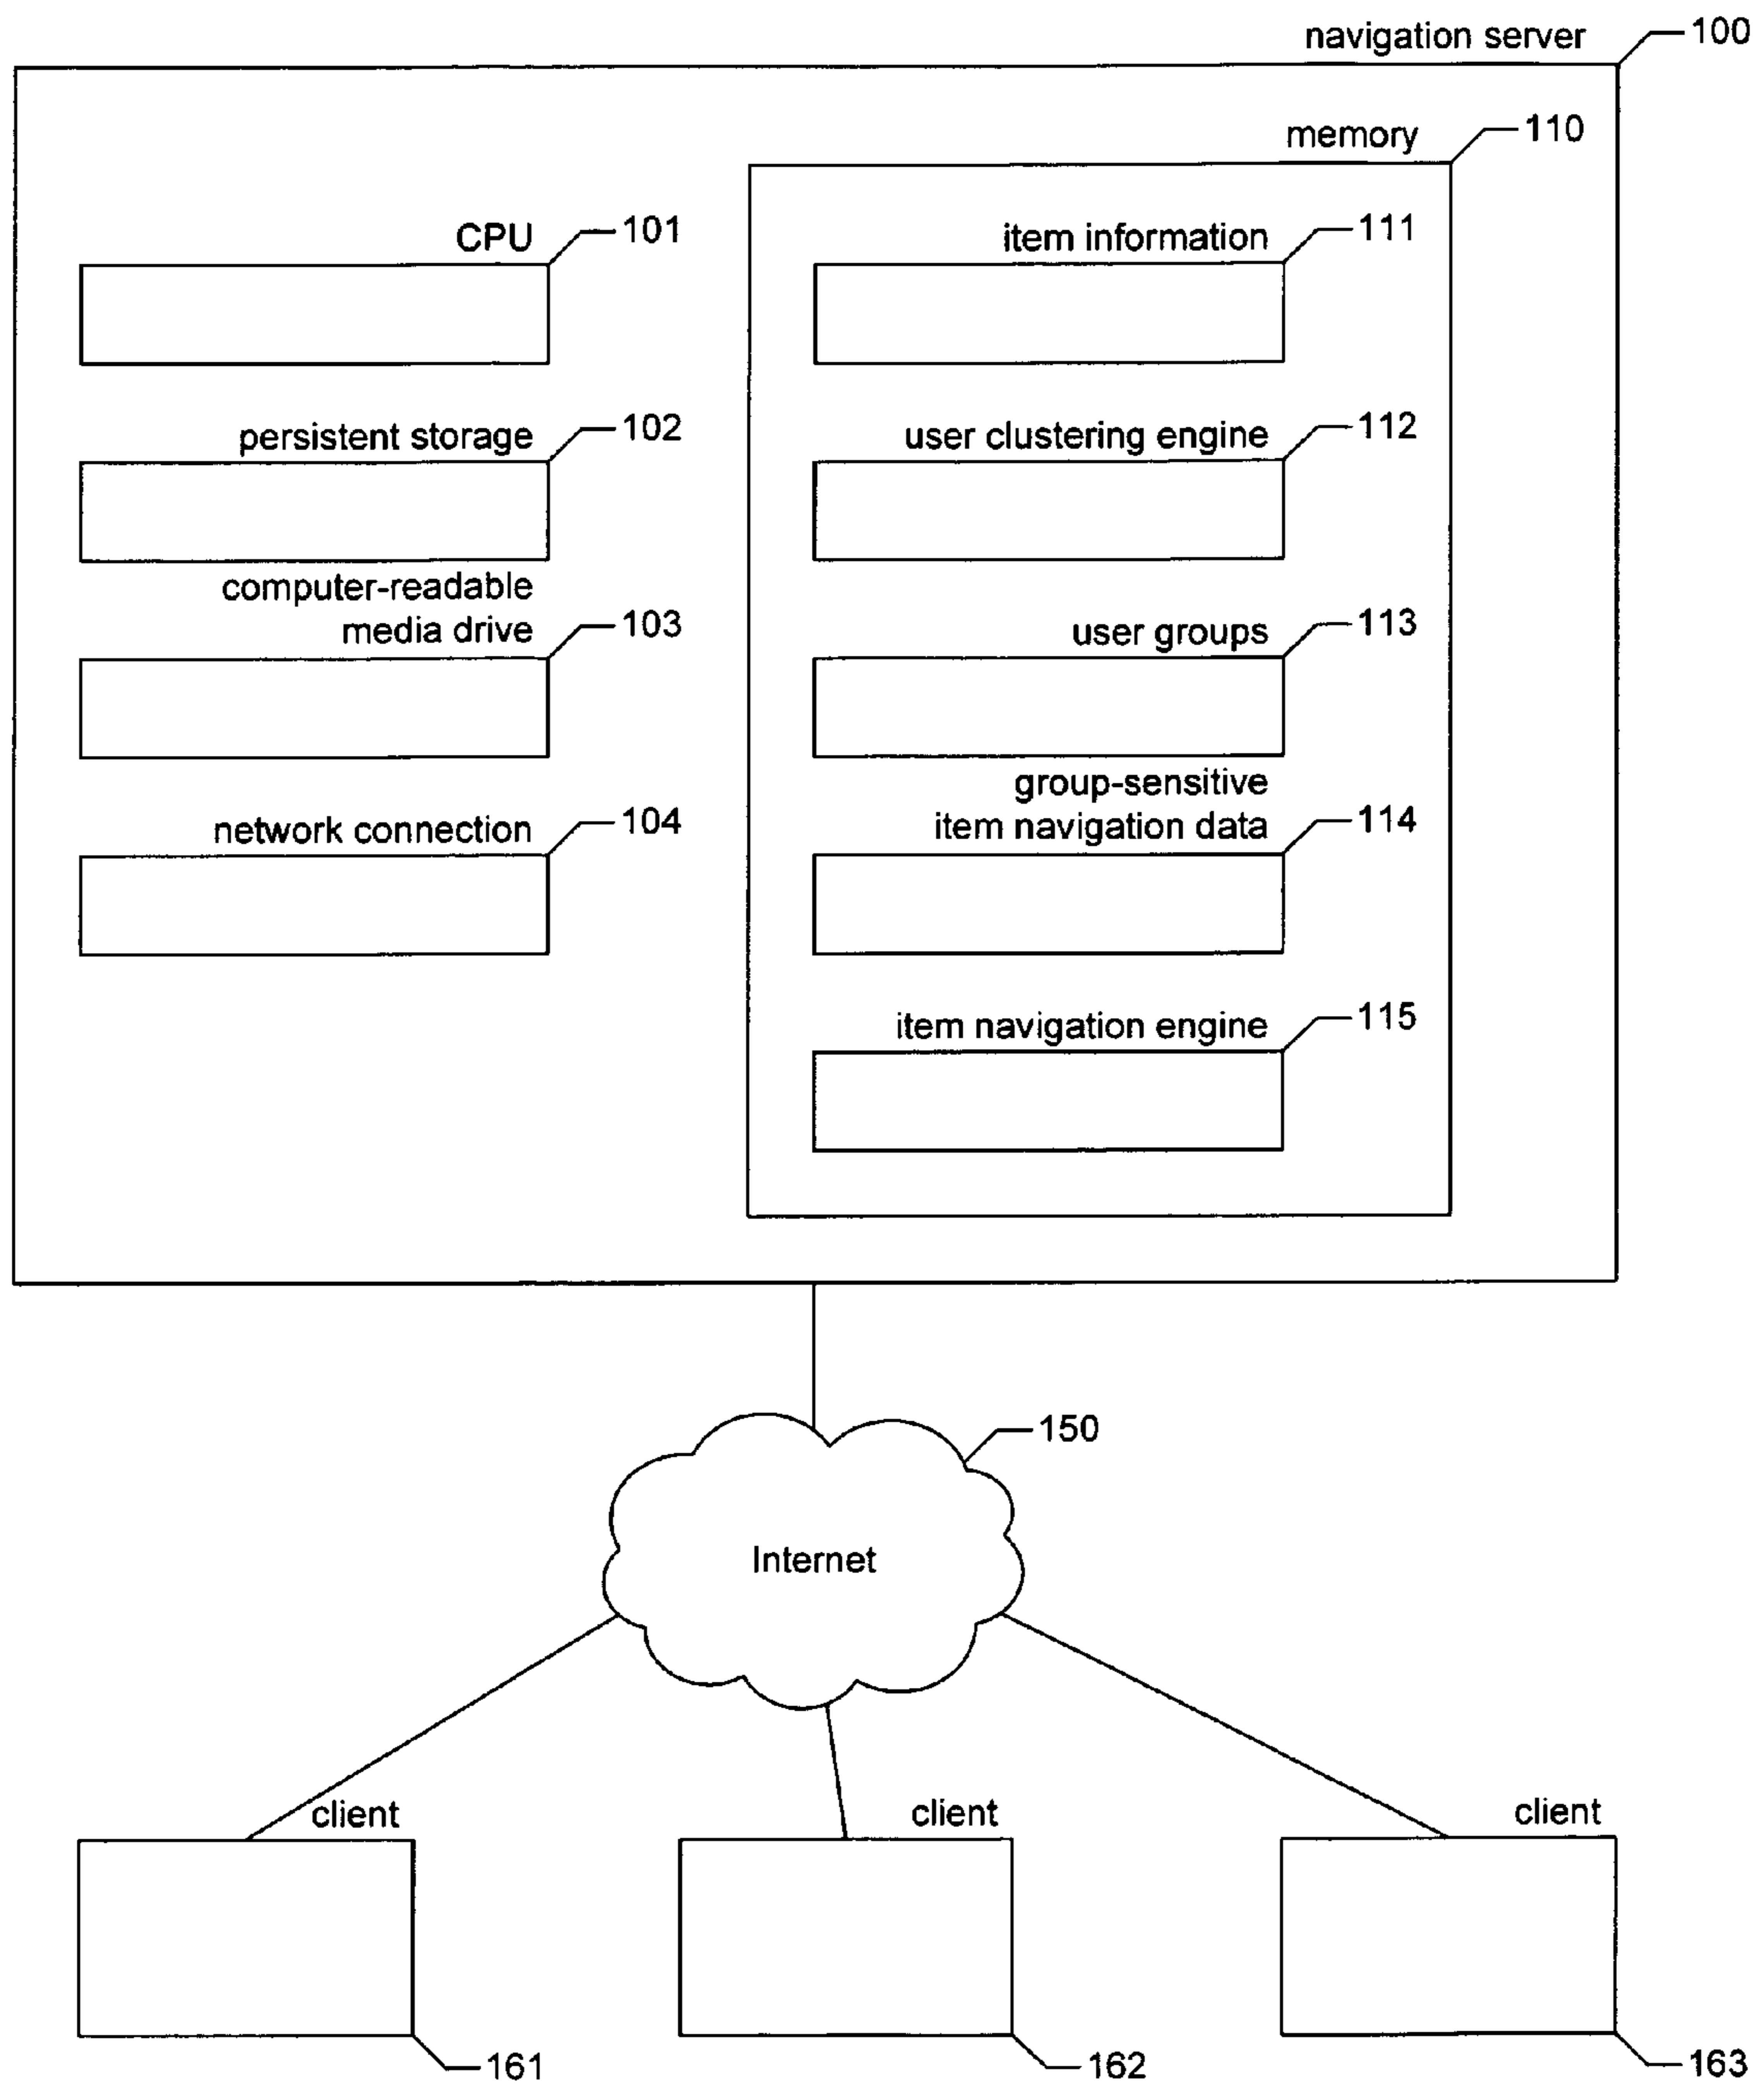 navigation server 100
memory 110
CPU 101
item information 111
persistent storage 102
user clustering engine 112
computer-readable
media drive 103
user groups 113
group-sensitive
item navigation data 114
network connection 104
item navigation engine 115
150
Internet
client
client
client
161
162
163